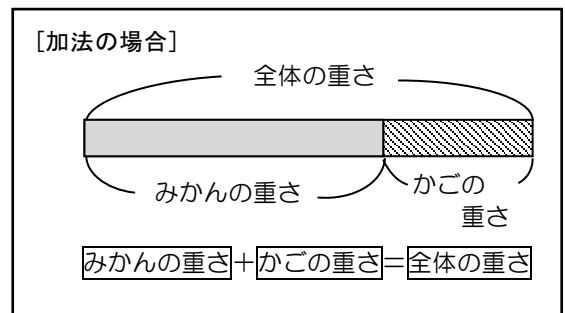 ［加法の場合］
全体の重さ
みかんの重さ
かごの
重さ
みかんの重さ＋かごの重さ＝全体の重さ